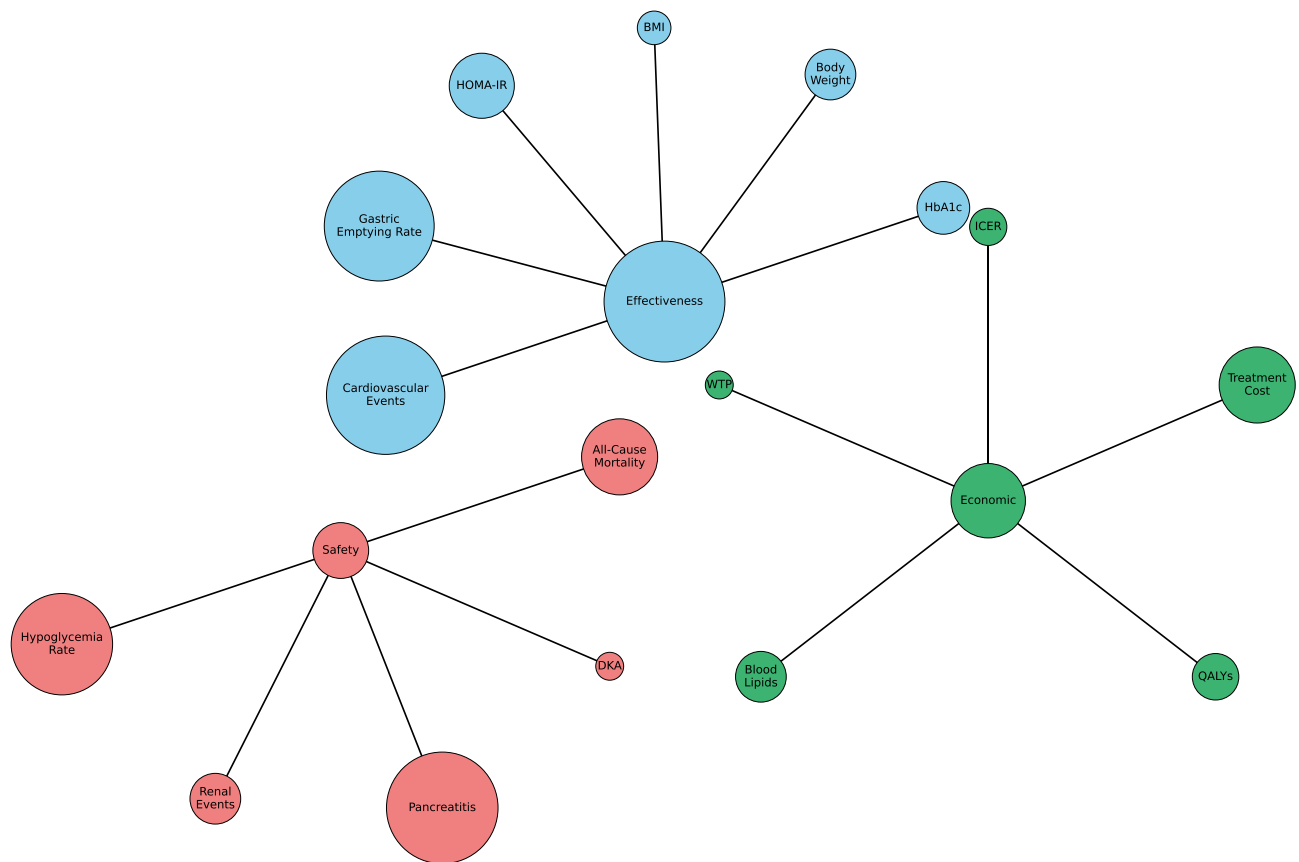 BMI
Body
Weight
HOMA-IR
HbA1c
Gastric
Emptying Rate
ICER
Effectiveness
WTP
Treatment
Cost
Cardiovascular
Events
All-Cause
Mortality
Economic
Safety
Hypoglycemia
Rate
DKA
Blood
Lipids
QALYs
Renal
Events
Pancreatitis